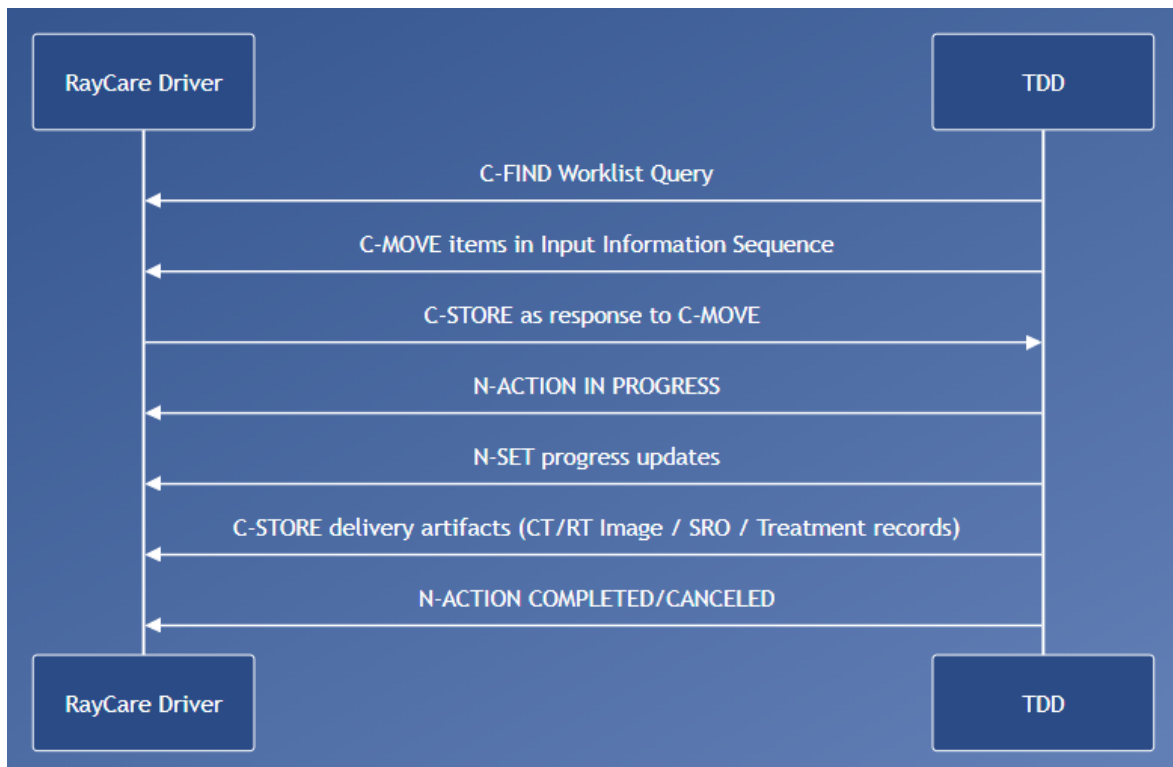 RayCare Driver
TDD
C-FIND Worklist Query
C-MOVE items in Input Information Sequence
C-STORE as response to C-MOVE
N-ACTION IN PROGRESS
N-SET progress updates
C-STORE delivery artifacts (CT/RT Image / SRO / Treatment records)
N-ACTION COMPLETED/CANCELED
RayCare Driver
TDD